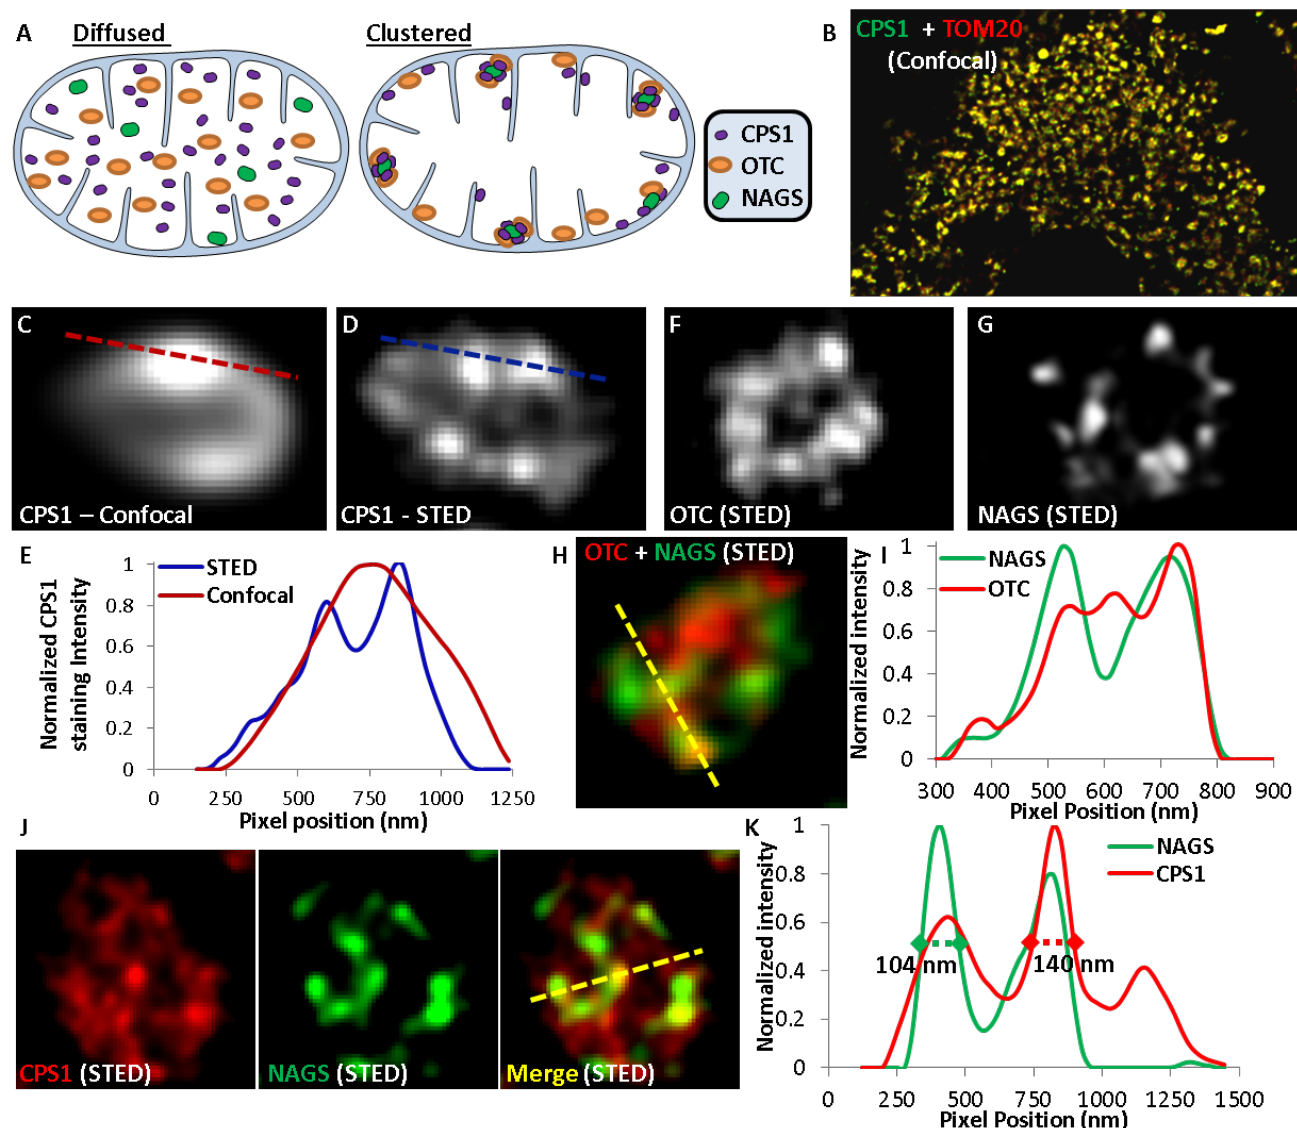 A
Diffused
Clustered
CPS1
OTC
NAGS
B
CPS1 + TOM20
(Confocal)
C
CPS1 – Confocal
D
CPS1 - STED
F
OTC (STED)
G
NAGS (STED)
E
Normalized CPS1
staining Intensity
1
0.8
0.6
0.4
0.2
0
STED
Confocal
0 250 500 750 1000 1250
Pixel position (nm)
H
OTC + NAGS (STED)
I
Normalized intensity
1
0.8
0.6
0.4
0.2
0
NAGS
OTC
300 400 500 600 700 800 900
Pixel Position (nm)
J
CPS1 (STED)
NAGS (STED)
Merge (STED)
K
Normalized intensity
1
0.8
0.6
0.4
0.2
0
NAGS
CPS1
104 nm
140 nm
0 250 500 750 1000 1250 1500
Pixel Position (nm)